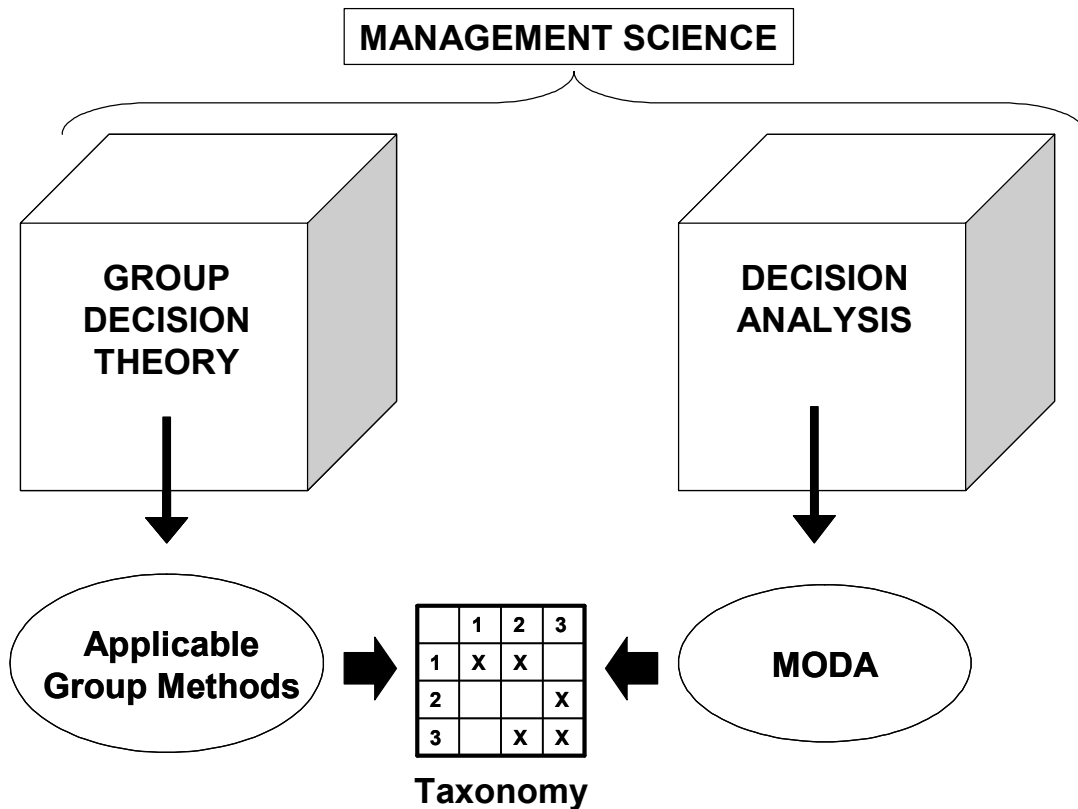 MANAGEMENT SCIENCE
GROUP
DECISION
THEORY
DECISION
ANALYSIS
Applicable
Group Methods
1 2 3
1 X X
2 X
3 X X
MODA
Taxonomy